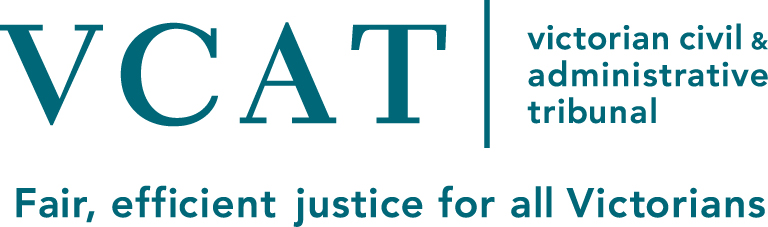 VCAT
victorian civil &
administrative
tribunal
Fair, efficient justice for all Victorians